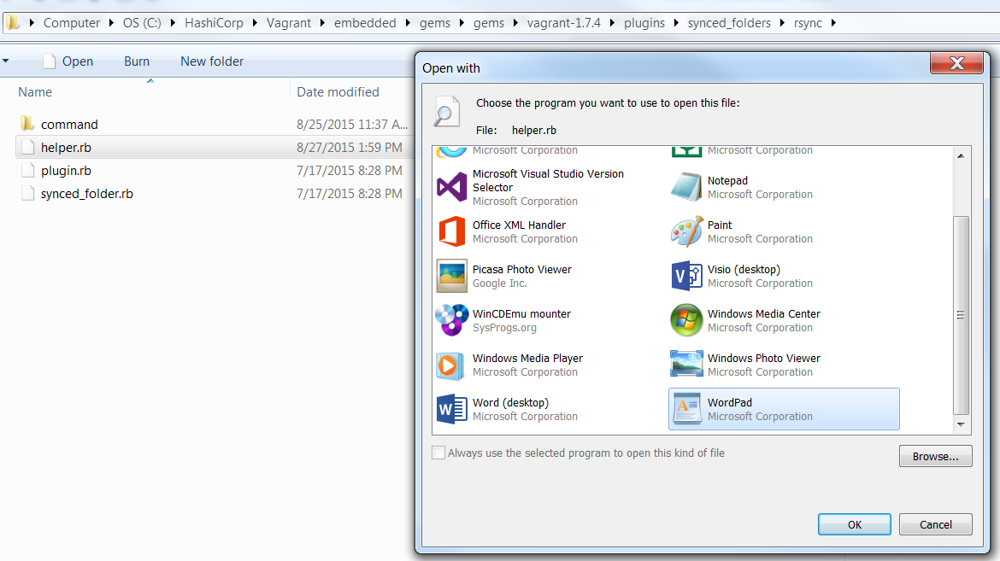 Computer OS (C:) HashiCorp Vagrant embedded gems gems vagrant-1.7.4 plugins synced_folders rsync
Open Burn New folder
Name Date modified
command 8/25/2015 11:37 A...
helper.rb 8/27/2015 1:59 PM
plugin.rb 7/17/2015 8:28 PM
synced_folder.rb 7/17/2015 8:28 PM
Open with
Choose the program you want to use to open this file:
File: helper.rb
Microsoft Corporation
Microsoft Corporation
Microsoft Visual Studio Version
Selector
Microsoft Corporation
Notepad
Microsoft Corporation
Office XML Handler
Microsoft Corporation
Paint
Microsoft Corporation
Picasa Photo Viewer
Google Inc.
Visio (desktop)
Microsoft Corporation
WinCDEmu mounter
SysProgs.org
Windows Media Center
Microsoft Corporation
Windows Media Player
Microsoft Corporation
Windows Photo Viewer
Microsoft Corporation
Word (desktop)
Microsoft Corporation
WordPad
Microsoft Corporation
Always use the selected program to open this kind of file
Browse...
OK Cancel